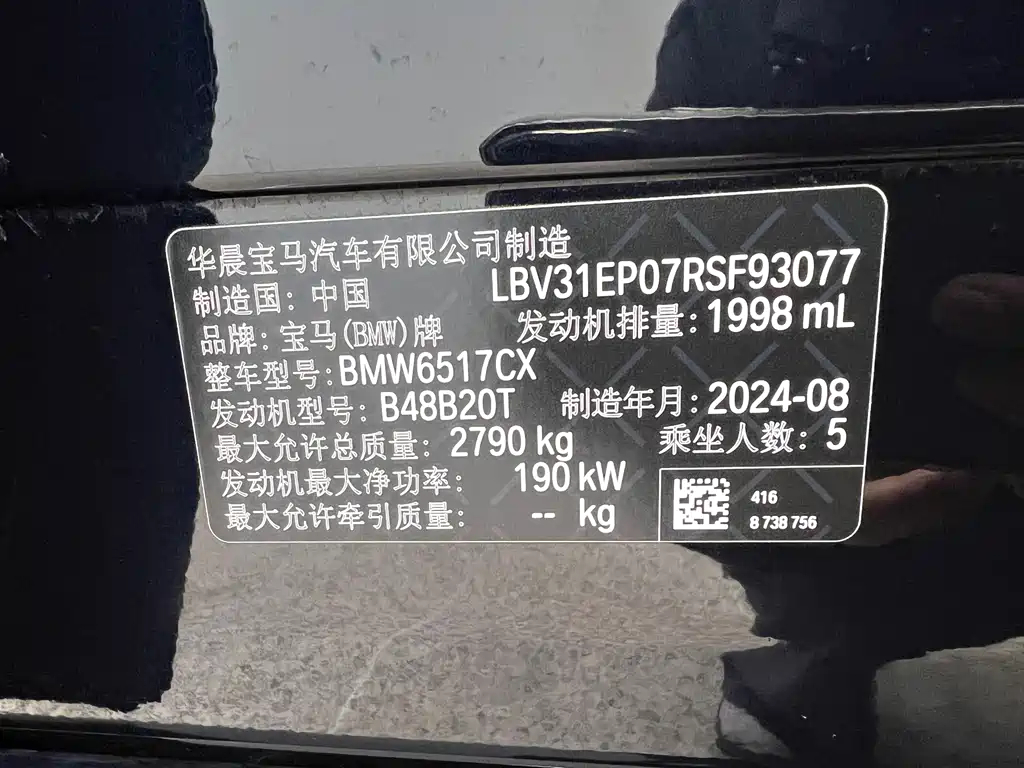 华晨宝马汽车有限公司制造
制造国: 中国 LBV31EP07RSF93077
品牌: 宝马(BMW)牌 发动机排量: 1998 mL
整车型号: BMW6517CX
发动机型号: B48B20T 制造年月: 2024-08
最大允许总质量: 2790 kg 乘坐人数: 5
发动机最大净功率: 190 kW
最大允许牵引质量: -- kg
416
8 738 756